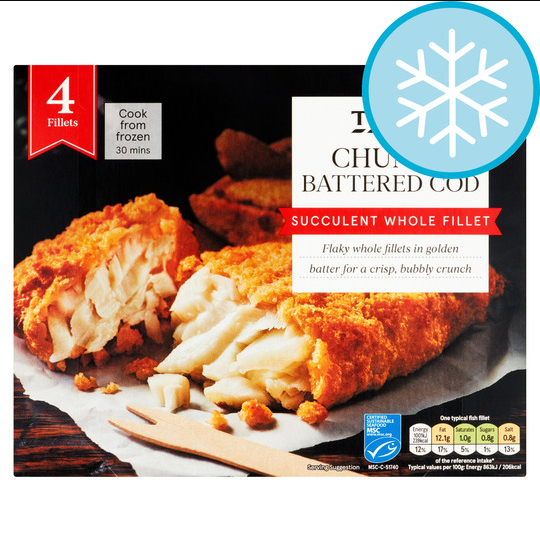 4
Fillets
Cook
from
frozen
30 mins
BATTERED COD
SUCCULENT WHOLE FILLET
Flaky whole fillets in golden
batter for a crisp, bubbly crunch
CERTIFIED
SUSTAINABLE
SEAFOOD
MSC
www.msc.org
MSC-C-51740
Serving Suggestion
One typical fish fillet
Energy Fat Saturates Sugars Salt
1001kJ
239kcal 12.1g 1.0g 0.8g 0.8g
12% 17% 5% 1% 13%
of the reference intake*
Typical values per 100g: Energy 863kJ / 206kcal